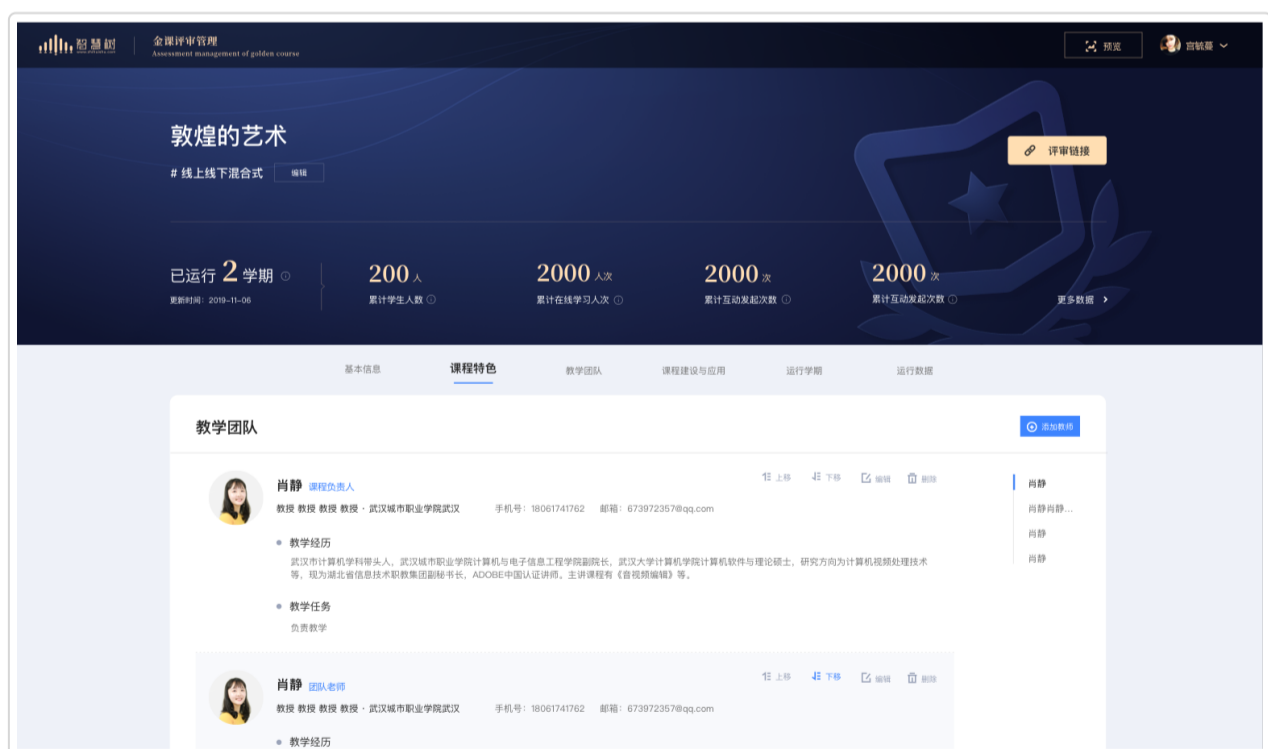 智慧树
金课评审管理
Assessment management of golden course
预览
宫毓蔓
敦煌的艺术
# 线上线下混合式 编辑
评审链接
已运行 2 学期
更新时间：2019-11-06
200 人
累计学生人数
2000 人次
累计在线学习人次
2000 次
累计互动发起次数
2000 次
累计互动发起次数
更多数据
基本信息 课程特色 教学团队 课程建设与应用 运行学期 运行数据
教学团队
添加教师
肖静 课程负责人
上移 下移 编辑 删除
教授 教授 教授 教授 · 武汉城市职业学院武汉 手机号：18061741762 邮箱：673972357@qq.com
教学经历
武汉市计算机学科带头人，武汉城市职业学院计算机与电子信息工程学院副院长，武汉大学计算机学院计算机软件与理论硕士，研究方向为计算机视频处理技术
等，现为湖北省信息技术职教集团副秘书长，ADOBE中国认证讲师。主讲课程有《音视频编辑》等。
教学任务
负责教学
肖静
肖静肖静...
肖静
肖静
肖静 团队老师
上移 下移 编辑 删除
教授 教授 教授 教授 · 武汉城市职业学院武汉 手机号：18061741762 邮箱：673972357@qq.com
教学经历